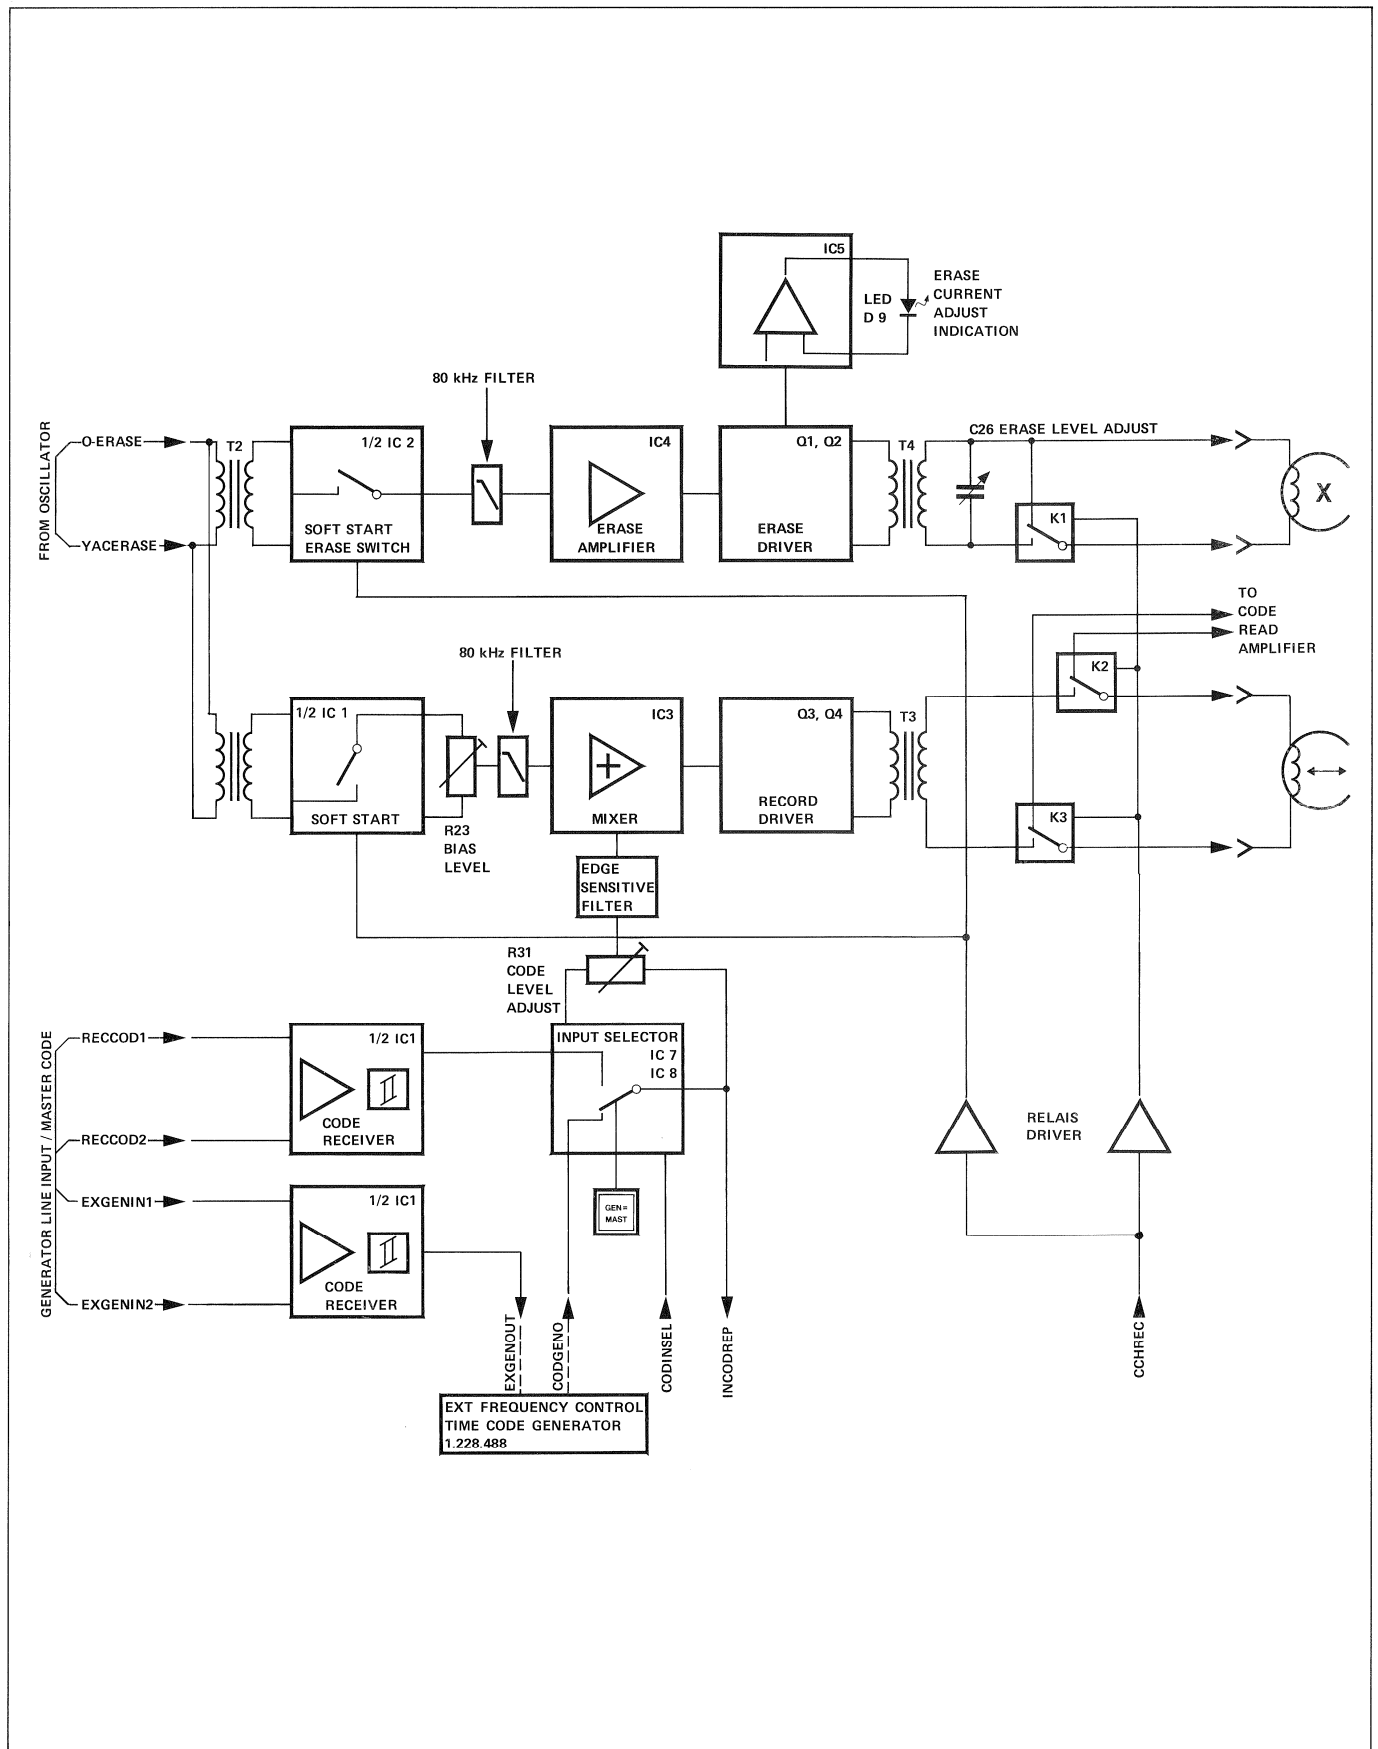 IC5
LED
D 9
ERASE
CURRENT
ADJUST
INDICATION
80 kHz FILTER
FROM OSCILLATOR
O-ERASE
YACERASE
T2
1/2 IC 2
SOFT START
ERASE SWITCH
IC4
ERASE
AMPLIFIER
Q1, Q2
ERASE
DRIVER
T4
C26 ERASE LEVEL ADJUST
K1
X
TO
CODE
READ
AMPLIFIER
80 kHz FILTER
1/2 IC 1
SOFT START
R23
BIAS
LEVEL
IC3
MIXER
Q3, Q4
RECORD
DRIVER
T3
K2
K3
EDGE
SENSITIVE
FILTER
R31
CODE
LEVEL
ADJUST
GENERATOR LINE INPUT / MASTER CODE
RECCOD1
RECCOD2
EXGENIN1
EXGENIN2
1/2 IC1
CODE
RECEIVER
1/2 IC1
CODE
RECEIVER
INPUT SELECTOR
IC 7
IC 8
GEN=
MAST
RELAIS
DRIVER
EXGENOUT
CODGENO
CODINSEL
INCODREP
CCHREC
EXT FREQUENCY CONTROL
TIME CODE GENERATOR
1.228.488